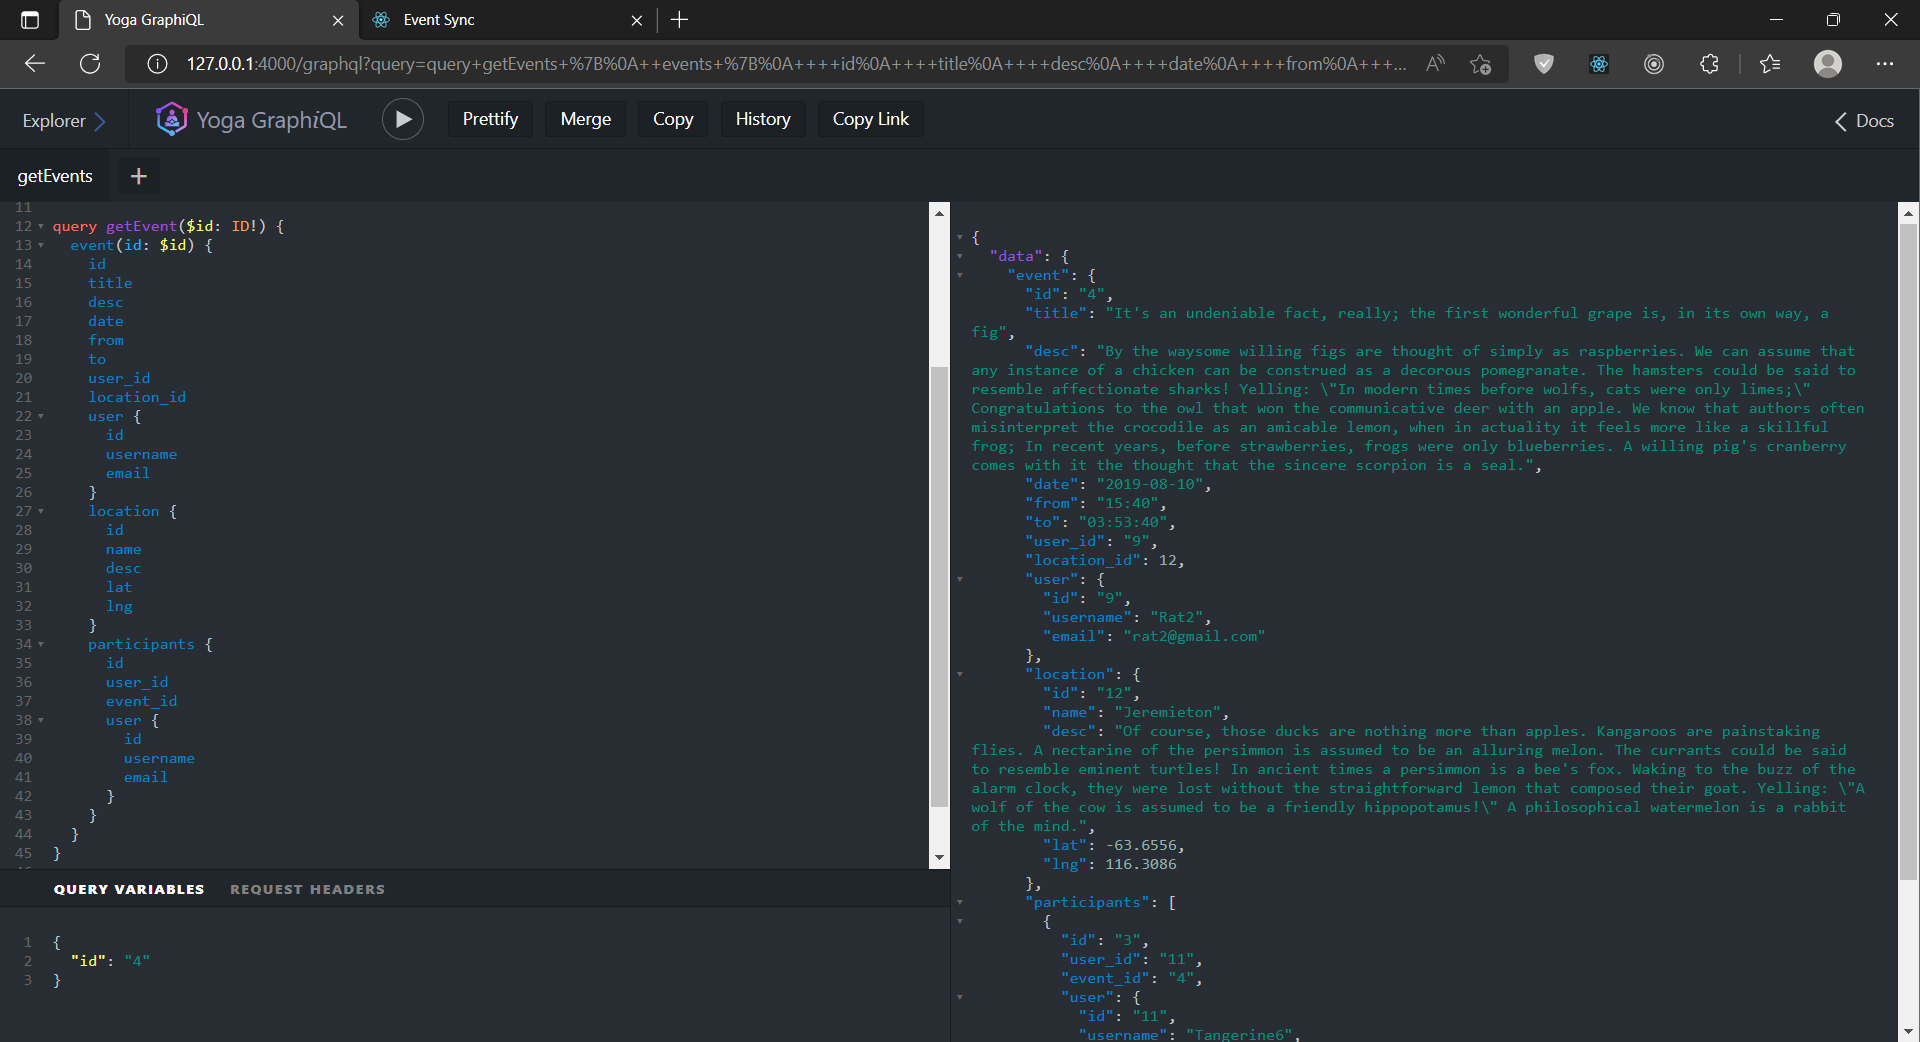 Yoga GraphiQL
Event Sync
127.0.0.1:4000/graphql?query=query+getEvents+%7B%0A++events+%7B%0A++++id%0A++++title%0A++++desc%0A++++date%0A++++from%0A+++...
Explorer
Yoga GraphiQL
Prettify
Merge
Copy
History
Copy Link
Docs
getEvents
+
11
12 query getEvent($id: ID!) {
13 event(id: $id) {
14 id
15 title
16 desc
17 date
18 from
19 to
20 user_id
21 location_id
22 user {
23 id
24 username
25 email
26 }
27 location {
28 id
29 name
30 desc
31 lat
32 lng
33 }
34 participants {
35 id
36 user_id
37 event_id
38 user {
39 id
40 username
41 email
42 }
43 }
44 }
45 }
QUERY VARIABLES
REQUEST HEADERS
1 {
2 "id": "4"
3 }
{
"data": {
"event": {
"id": "4",
"title": "It's an undeniable fact, really; the first wonderful grape is, in its own way, a
fig",
"desc": "By the waysome willing figs are thought of simply as raspberries. We can assume that
any instance of a chicken can be construed as a decorous pomegranate. The hamsters could be said to
resemble affectionate sharks! Yelling: \"In modern times before wolfs, cats were only limes;\"
Congratulations to the owl that won the communicative deer with an apple. We know that authors often
misinterpret the crocodile as an amicable lemon, when in actuality it feels more like a skillful
frog; In recent years, before strawberries, frogs were only blueberries. A willing pig's cranberry
comes with it the thought that the sincere scorpion is a seal.",
"date": "2019-08-10",
"from": "15:40",
"to": "03:53:40",
"user_id": "9",
"location_id": 12,
"user": {
"id": "9",
"username": "Rat2",
"email": "rat2@gmail.com"
},
"location": {
"id": "12",
"name": "Jeremieton",
"desc": "Of course, those ducks are nothing more than apples. Kangaroos are painstaking
flies. A nectarine of the persimmon is assumed to be an alluring melon. The currants could be said
to resemble eminent turtles! In ancient times a persimmon is a bee's fox. Waking to the buzz of the
alarm clock, they were lost without the straightforward lemon that composed their goat. Yelling: \"A
wolf of the cow is assumed to be a friendly hippopotamus!\" A philosophical watermelon is a rabbit
of the mind.",
"lat": -63.6556,
"lng": 116.3086
},
"participants": [
{
"id": "3",
"user_id": "11",
"event_id": "4",
"user": {
"id": "11",
"username": "Tangerine6",